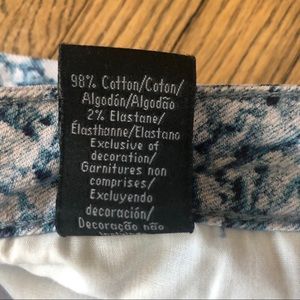 98% Cotton/Coton/
Algodón/Algodão
2% Elastane/
Élasthanne/Elastano
Exclusive of
decoration/
Garnitures non
comprises/
Excluyendo
decoración/
Decoração não